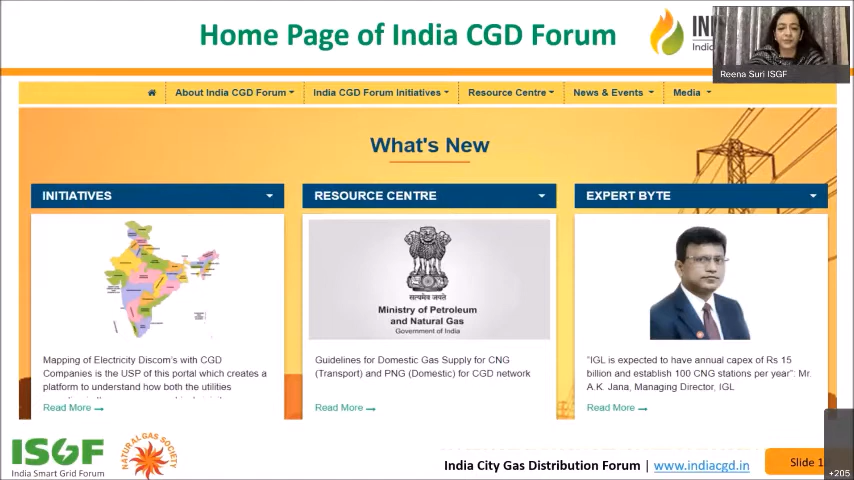 Home Page of India CGD Forum
Reena Suri ISGF
About India CGD Forum
India CGD Forum Initiatives
Resource Centre
News & Events
Media
What's New
INITIATIVES
RESOURCE CENTRE
EXPERT BYTE
सत्यमेव जयते
Ministry of Petroleum
and Natural Gas
Government of India
Mapping of Electricity Discom's with CGD
Companies is the USP of this portal which creates a
platform to understand how both the utilities
Read More
Guidelines for Domestic Gas Supply for CNG
(Transport) and PNG (Domestic) for CGD network
Read More
"IGL is expected to have annual capex of Rs 15
billion and establish 100 CNG stations per year": Mr.
A.K. Jana, Managing Director, IGL
Read More
ISGF
India Smart Grid Forum
NATURAL GAS SOCIETY
India City Gas Distribution Forum | www.indiacgd.in
Slide
+205